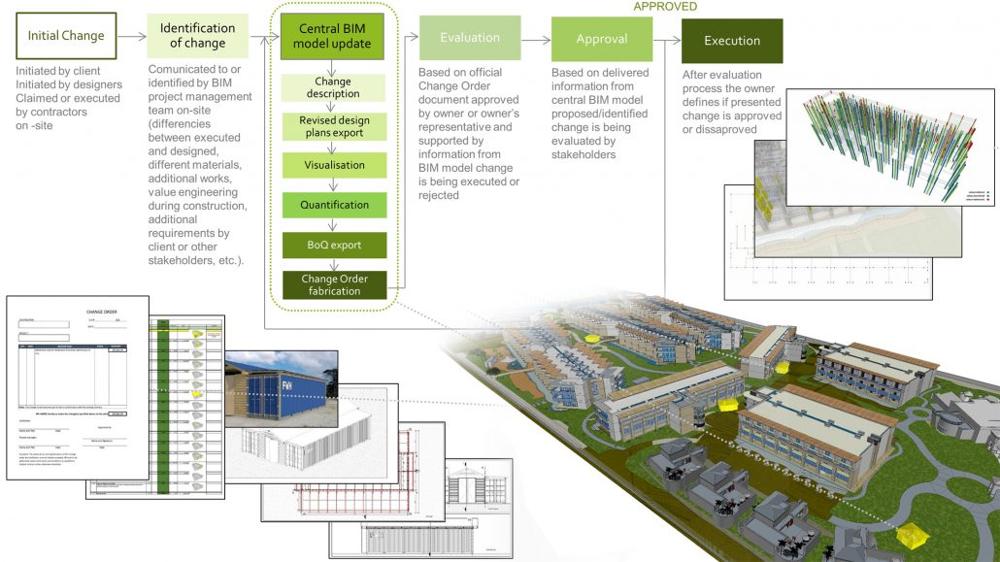 APPROVED
Initial Change
Initiated by client
Initiated by designers
Claimed or executed
by contractors
on -site
Identification
of change
Comunicated to or
identified by BIM
project management
team on-site
(differencies
between executed
and designed,
different materials,
additional works,
value engineering
during construction,
additional
requirements by
client or other
stakeholders, etc.).
Central BIM
model update
Change
description
Revised design
plans export
Visualisation
Quantification
BoQ export
Change Order
fabrication
Evaluation
Based on official
Change Order
document approved
by owner or owner's
representative and
supported by
information from
BIM model change
is being executed or
rejected
Approval
Based on delivered
information from
central BIM model
proposed/identified
change is being
evaluated by
stakeholders
Execution
After evaluation
process the owner
defines if presented
change is approved
or dissaproved
CHANGE ORDER